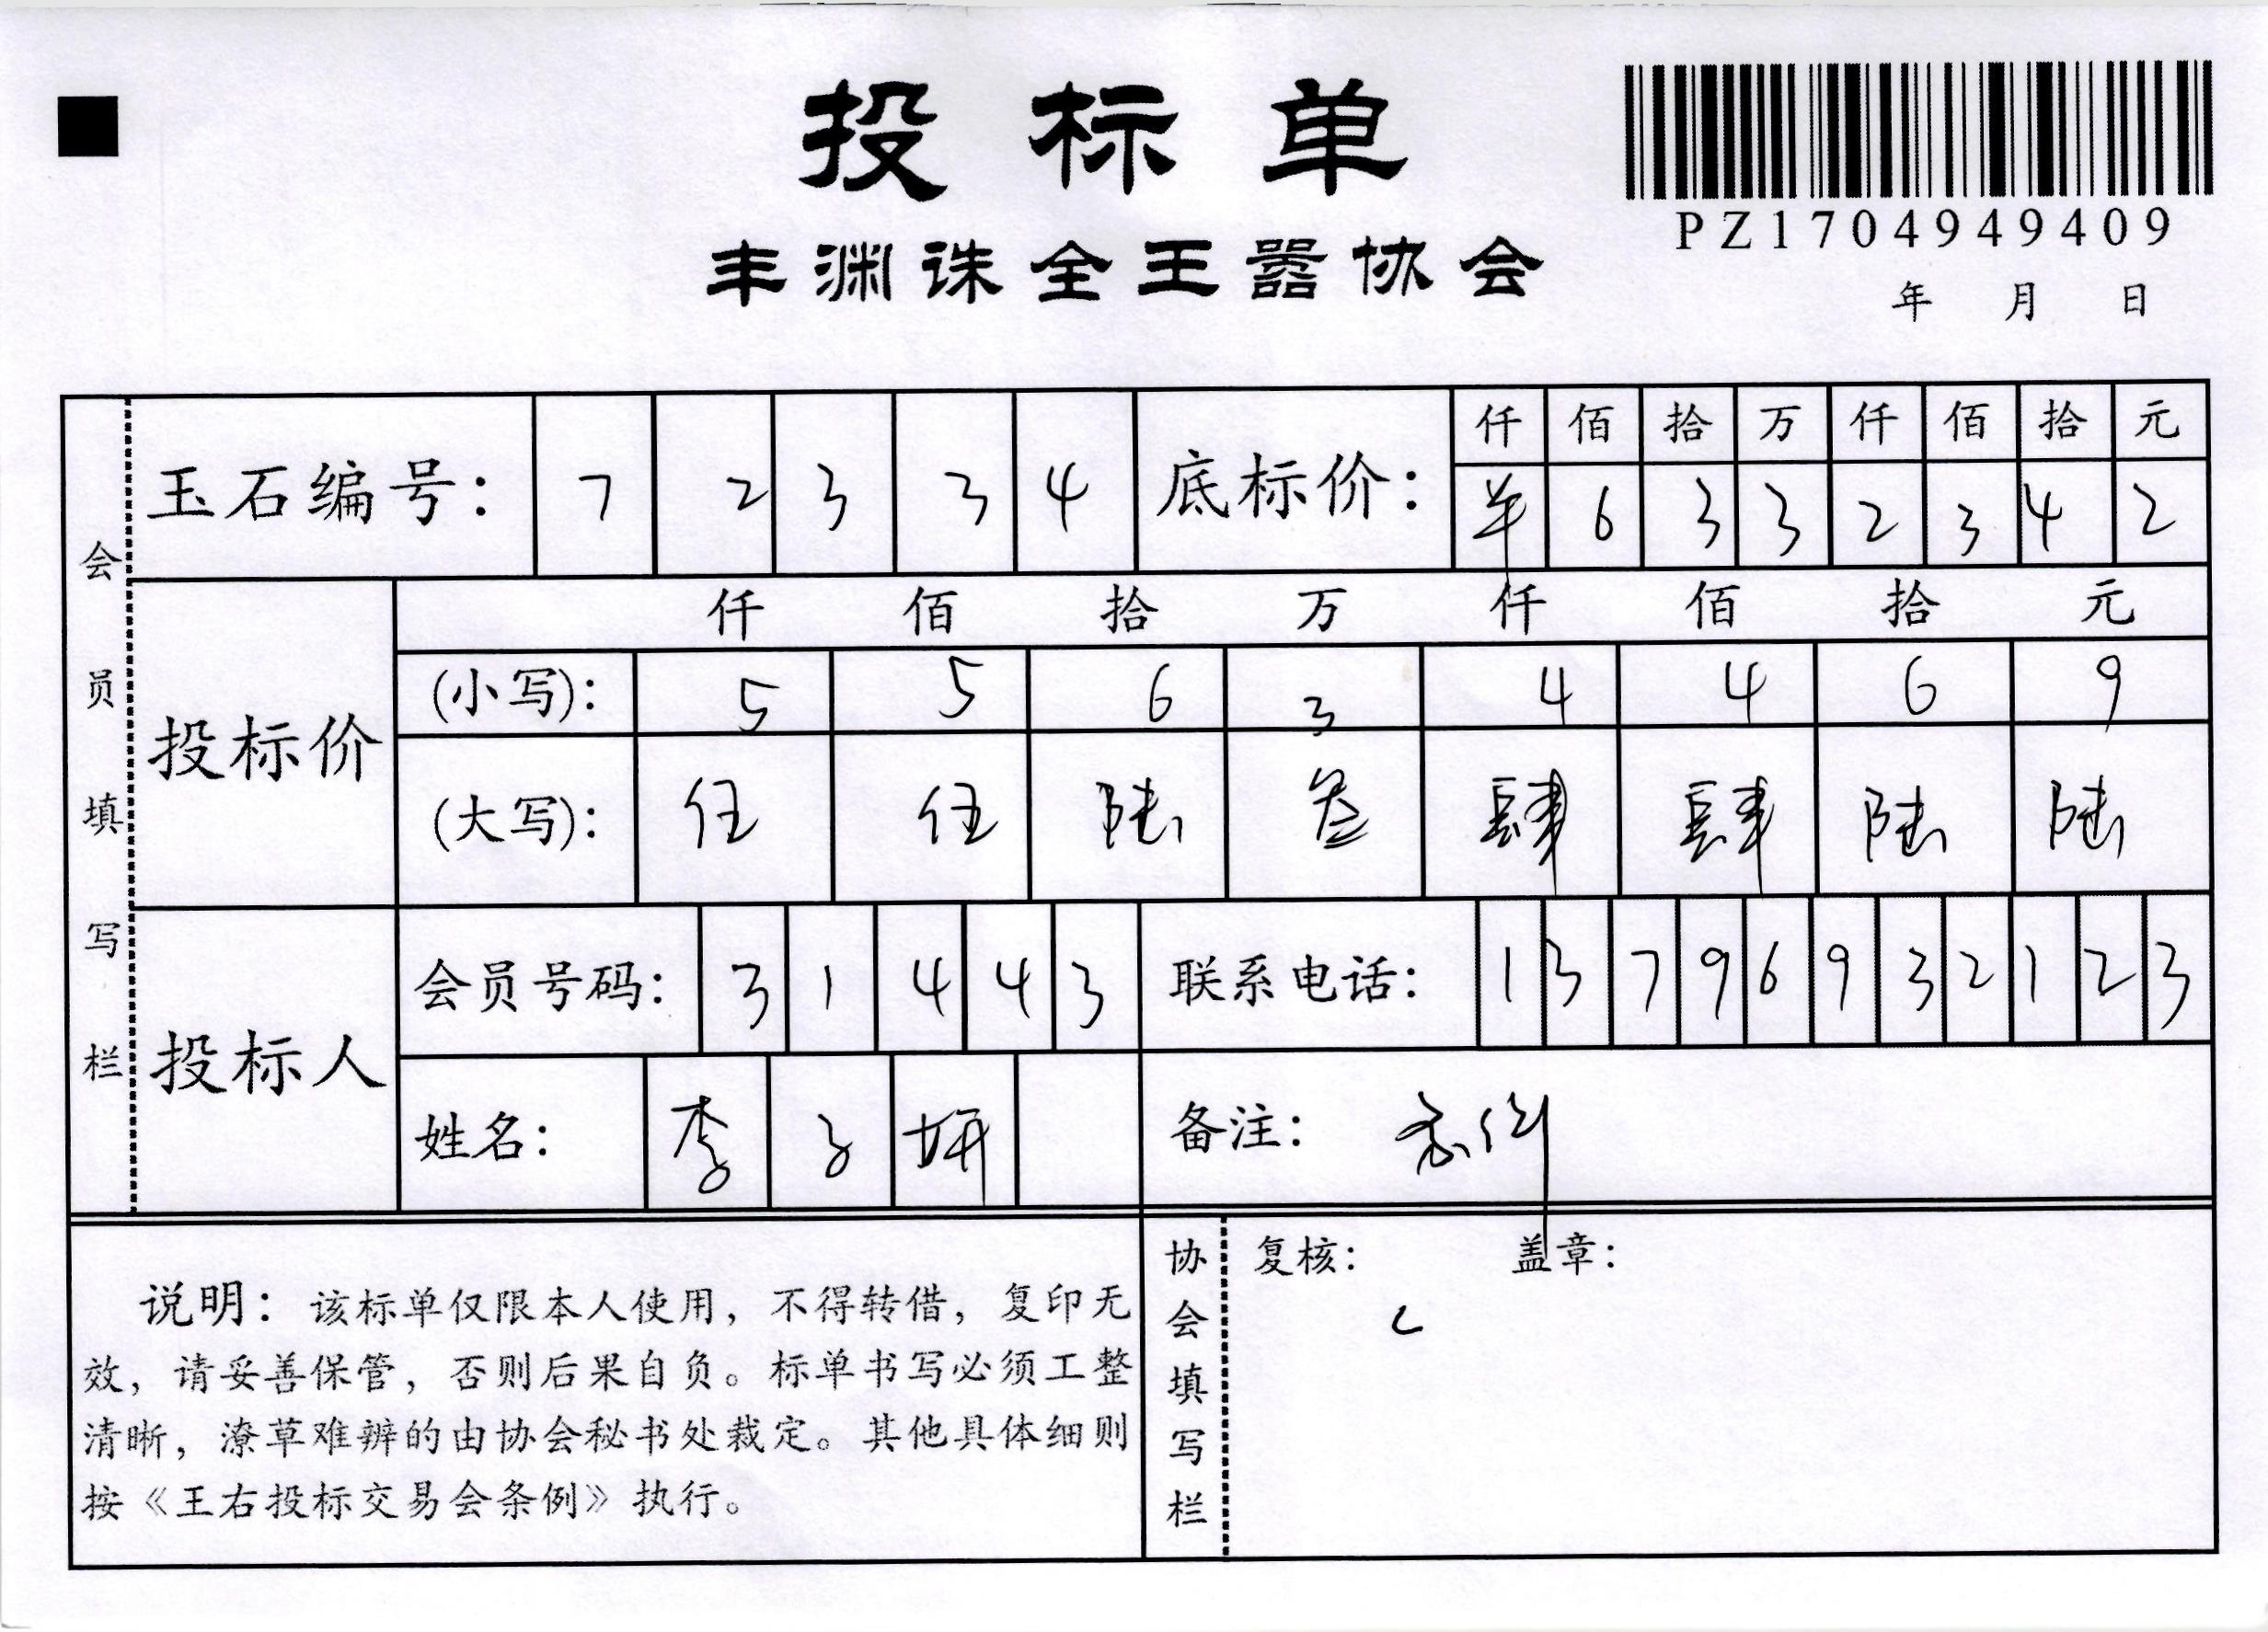 投标单
丰渊诛全王嚣协会
PZ1704949409
年 月 日
会员填写栏
玉石编号： 7 2 3 3 4
底标价： 仟 佰 拾 万 仟 佰 拾 元
羊 6 3 3 2 3 4 2
投标价
仟 佰 拾 万 仟 佰 拾 元
(小写)： 5 5 6 3 4 4 6 9
(大写)： 伍 伍 陆 叁 肆 肆 陆 陆
投标人
会员号码： 3 1 4 4 3
联系电话： 1 3 7 9 6 9 3 2 1 2 3
姓名： 李 子 妍
备注：
说明：该标单仅限本人使用，不得转借，复印无
效，请妥善保管，否则后果自负。标单书写必须工整
清晰，潦草难辨的由协会秘书处裁定。其他具体细则
按《王右投标交易会条例》执行。
协会填写栏
复核： 盖章：